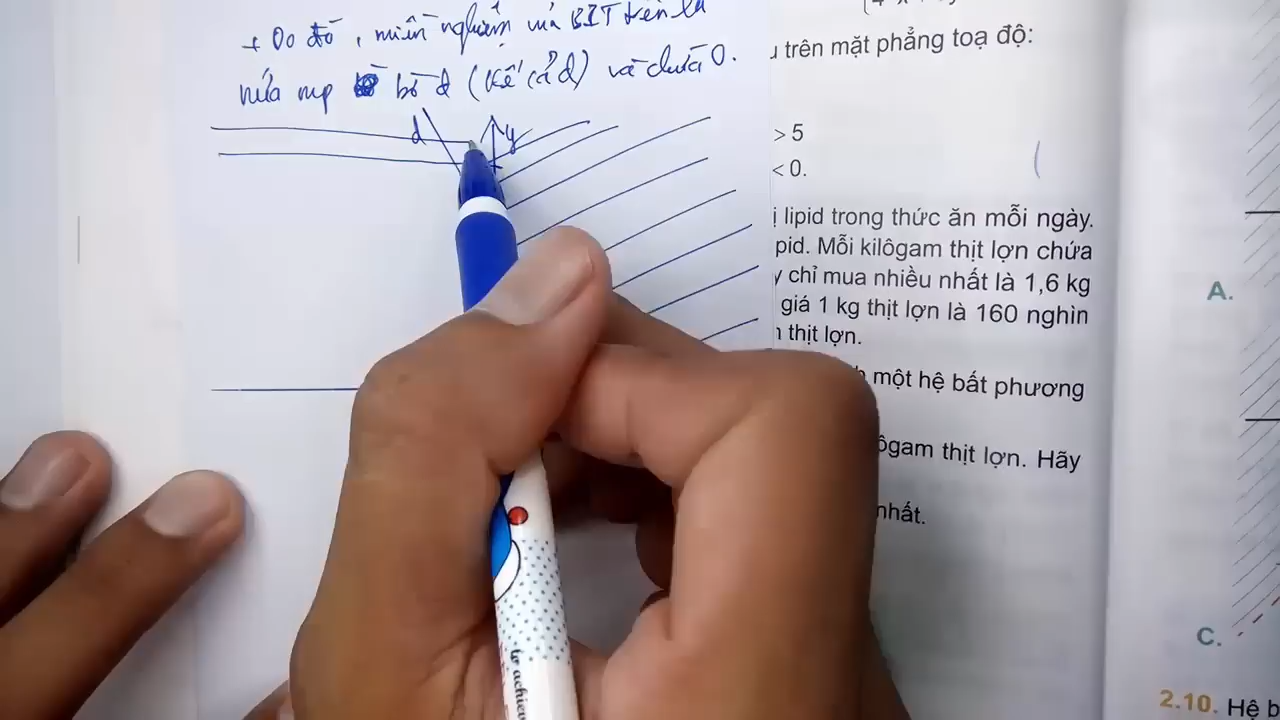 + Do đó, miền nghiệm của BPT trên là
nửa mp bờ d (kể cả d) và chứa O.
d
y
trên mặt phẳng toạ độ:
> 5
< 0.
lipid trong thức ăn mỗi ngày.
pid. Mỗi kilôgam thịt lợn chứa
chỉ mua nhiều nhất là 1,6 kg
giá 1 kg thịt lợn là 160 nghìn
thịt lợn.
một hệ bất phương
ôgam thịt lợn. Hãy
nhất.
A.
C.
2.10. Hệ b
to achiev